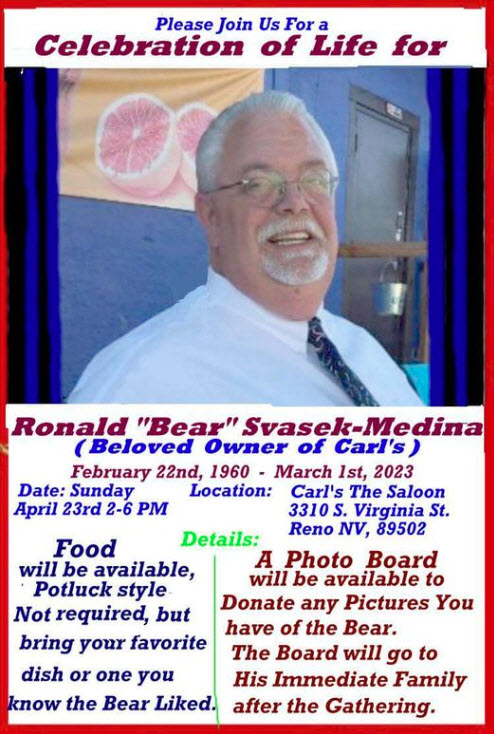 Please Join Us For a
Celebration of Life for
Ronald "Bear" Svasek-Medina
(Beloved Owner of Carl's)
February 22nd, 1960 - March 1st, 2023
Date: Sunday
April 23rd 2-6 PM
Location: Carl's The Saloon
3310 S. Virginia St.
Reno NV, 89502
Details:
Food
will be available,
Potluck style
Not required, but
bring your favorite
dish or one you
know the Bear Liked.
A Photo Board
will be available to
Donate any Pictures You
have of the Bear.
The Board will go to
His Immediate Family
after the Gathering.